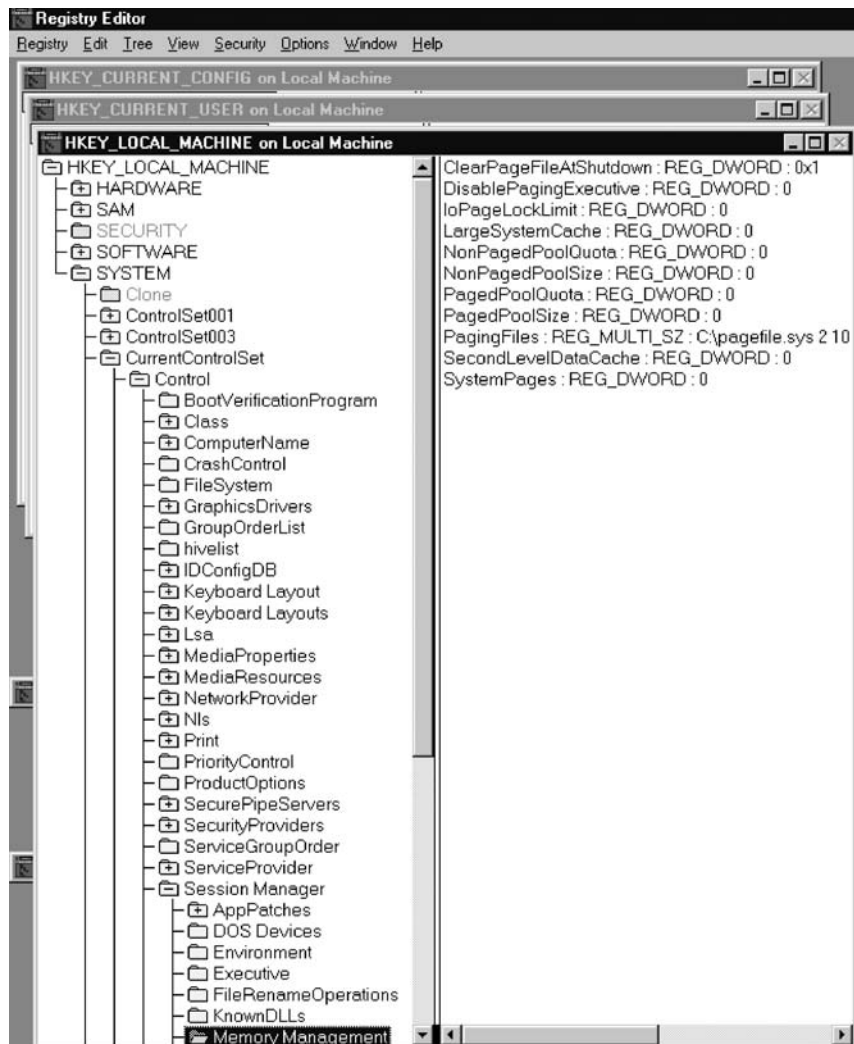 Registry Editor
Registry Edit Tree View Security Options Window Help
HKEY_CURRENT_CONFIG on Local Machine
HKEY_CURRENT_USER on Local Machine
HKEY_LOCAL_MACHINE on Local Machine
HKEY_LOCAL_MACHINE
HARDWARE
SAM
SECURITY
SOFTWARE
SYSTEM
Clone
ControlSet001
ControlSet003
CurrentControlSet
Control
BootVerificationProgram
Class
ComputerName
CrashControl
FileSystem
GraphicsDrivers
GroupOrderList
hivelist
IDConfigDB
Keyboard Layout
Keyboard Layouts
Lsa
MediaProperties
MediaResources
NetworkProvider
Nls
Print
PriorityControl
ProductOptions
SecurePipeServers
SecurityProviders
ServiceGroupOrder
ServiceProvider
Session Manager
AppPatches
DOS Devices
Environment
Executive
FileRenameOperations
KnownDLLs
Memory Management
ClearPageFileAtShutdown : REG_DWORD : 0x1
DisablePagingExecutive : REG_DWORD : 0
IoPageLockLimit : REG_DWORD : 0
LargeSystemCache : REG_DWORD : 0
NonPagedPoolQuota : REG_DWORD : 0
NonPagedPoolSize : REG_DWORD : 0
PagedPoolQuota : REG_DWORD : 0
PagedPoolSize : REG_DWORD : 0
PagingFiles : REG_MULTI_SZ : C:\pagefile.sys 2 10
SecondLevelDataCache : REG_DWORD : 0
SystemPages : REG_DWORD : 0